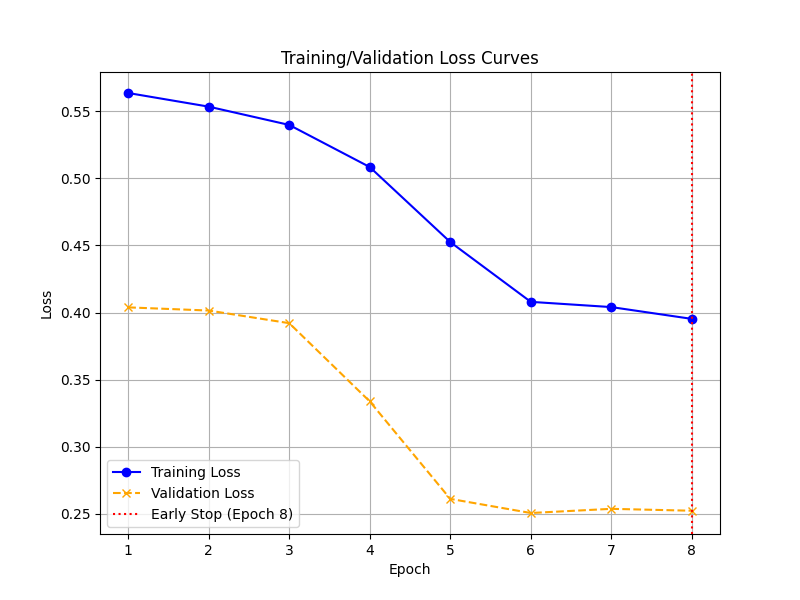 Training/Validation Loss Curves
0.55
0.50
0.45
0.40
0.35
0.30
0.25
Loss
Training Loss
Validation Loss
Early Stop (Epoch 8)
1 2 3 4 5 6 7 8
Epoch